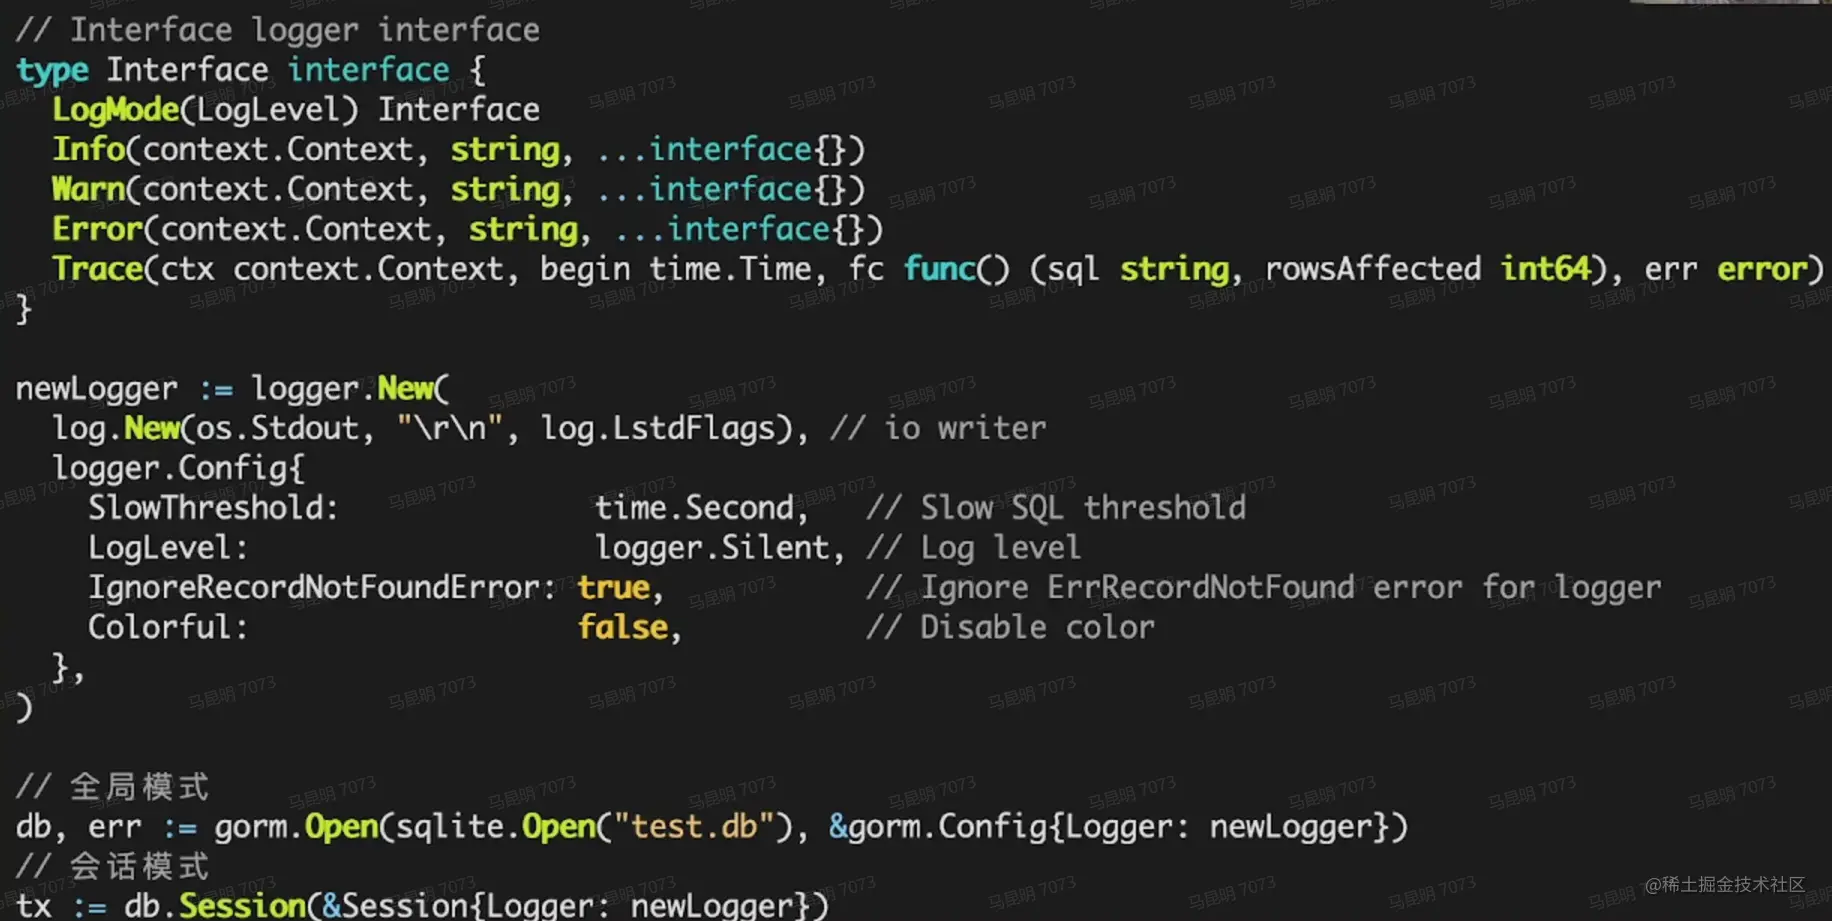 // Interface logger interface
type Interface interface {
  LogMode(LogLevel) Interface
  Info(context.Context, string, ...interface{})
  Warn(context.Context, string, ...interface{})
  Error(context.Context, string, ...interface{})
  Trace(ctx context.Context, begin time.Time, fc func() (sql string, rowsAffected int64), err error)
}

newLogger := logger.New(
  log.New(os.Stdout, "\r\n", log.LstdFlags), // io writer
  logger.Config{
    SlowThreshold:              time.Second,   // Slow SQL threshold
    LogLevel:                   logger.Silent, // Log level
    IgnoreRecordNotFoundError: true,           // Ignore ErrRecordNotFound error for logger
    Colorful:                  false,          // Disable color
  },
)

// 全局模式
db, err := gorm.Open(sqlite.Open("test.db"), &gorm.Config{Logger: newLogger})
// 会话模式
tx := db.Session(&Session{Logger: newLogger})
@稀土掘金技术社区
马昆明 7073